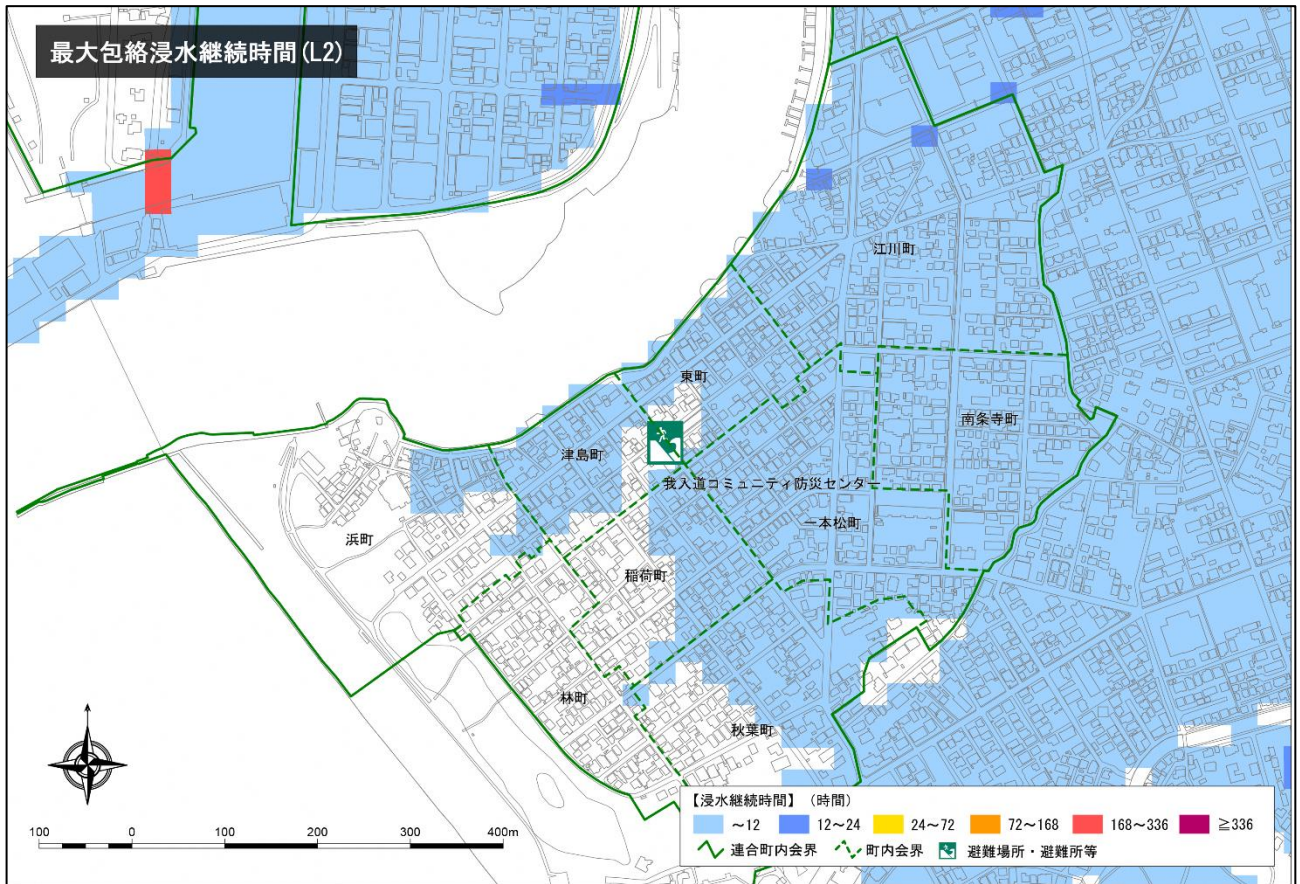 最大包絡浸水継続時間(L2)
江川町
東町
南条寺町
津島町
我入道コミュニティ防災センター
一本松町
浜町
稲荷町
林町
秋葉町
100 0 100 200 300 400m
【浸水継続時間】（時間）
～12 12～24 24～72 72～168 168～336 ≧336
連合町内会界 町内会界 避難場所・避難所等